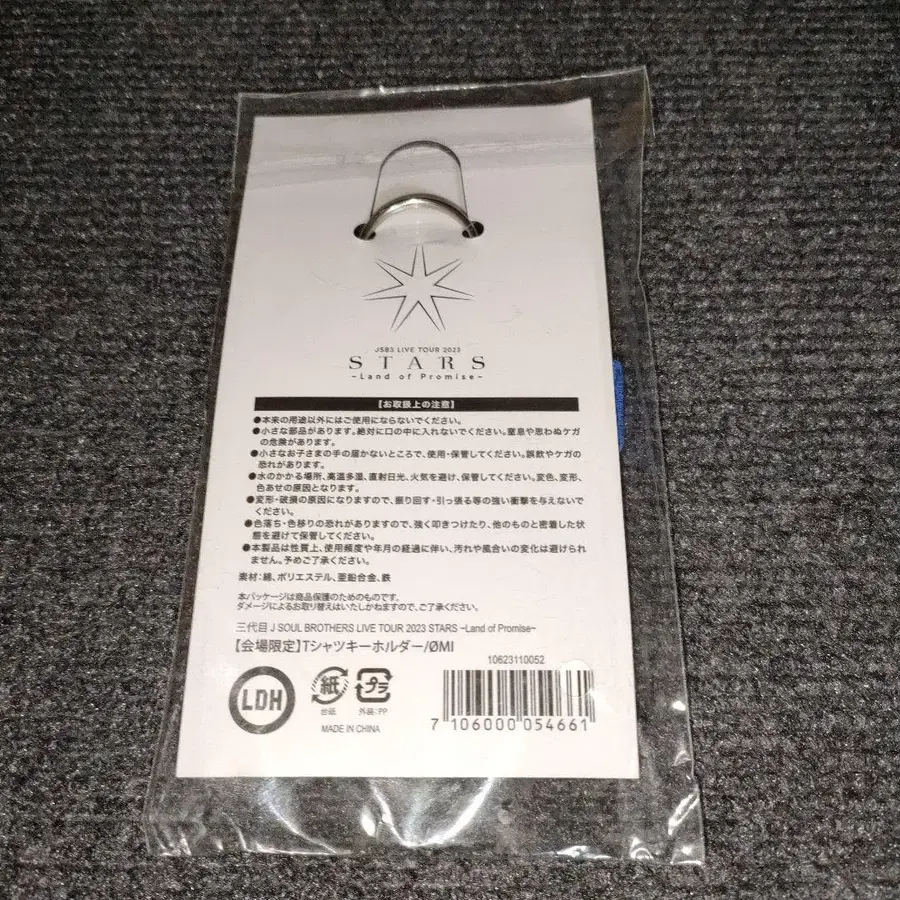 JSB3 LIVE TOUR 2023
STARS
~Land of Promise~
【お取扱上の注意】
●本来の用途以外にはご使用にならないでください。
●小さな部品があります。絶対に口の中に入れないでください。窒息や思わぬケガ
の危険があります。
●小さなお子さまの手の届かないところで、使用・保管してください。誤飲やケガの
恐れがあります。
●水のかかる場所、高温多湿、直射日光、火気を避け、保管してください。変色、変形、
色あせの原因となります。
●変形・破損の原因になりますので、振り回す・引っ張る等の強い衝撃を与えないで
ください。
●色落ち・色移りの恐れがありますので、強く叩きつけたり、他のものと密着した状
態を避けて保管してください。
●本製品は性質上、使用頻度や年月の経過に伴い、汚れや風合いの変化は避けられ
ません。予めご了承ください。
素材：綿、ポリエステル、亜鉛合金、鉄
本パッケージは商品保護のためのものです。
ダメージによるお取り替えはいたしかねますので、ご了承ください。
三代目 J SOUL BROTHERS LIVE TOUR 2023 STARS ~Land of Promise~
【会場限定】Tシャツキーホルダー/ØMI
10623110052
LDH
紙
プラ
台紙
外装：PP
MADE IN CHINA
7 106000 054661